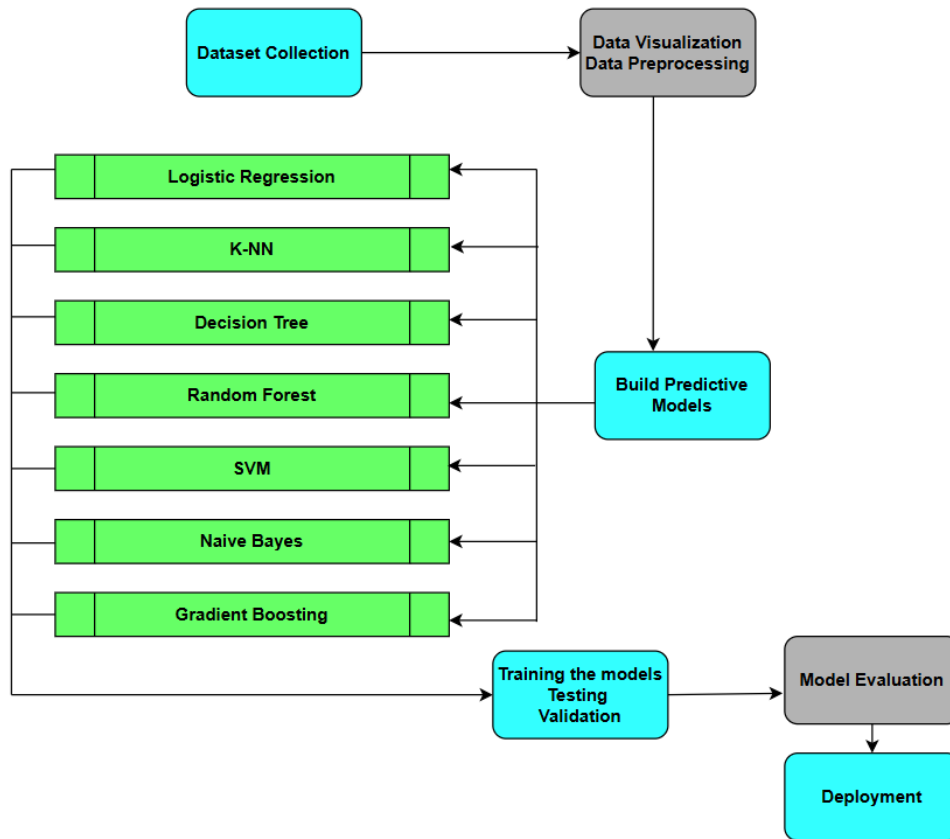 Dataset Collection
Data Visualization
Data Preprocessing
Logistic Regression
K-NN
Decision Tree
Random Forest
SVM
Naive Bayes
Gradient Boosting
Build Predictive
Models
Training the models
Testing
Validation
Model Evaluation
Deployment